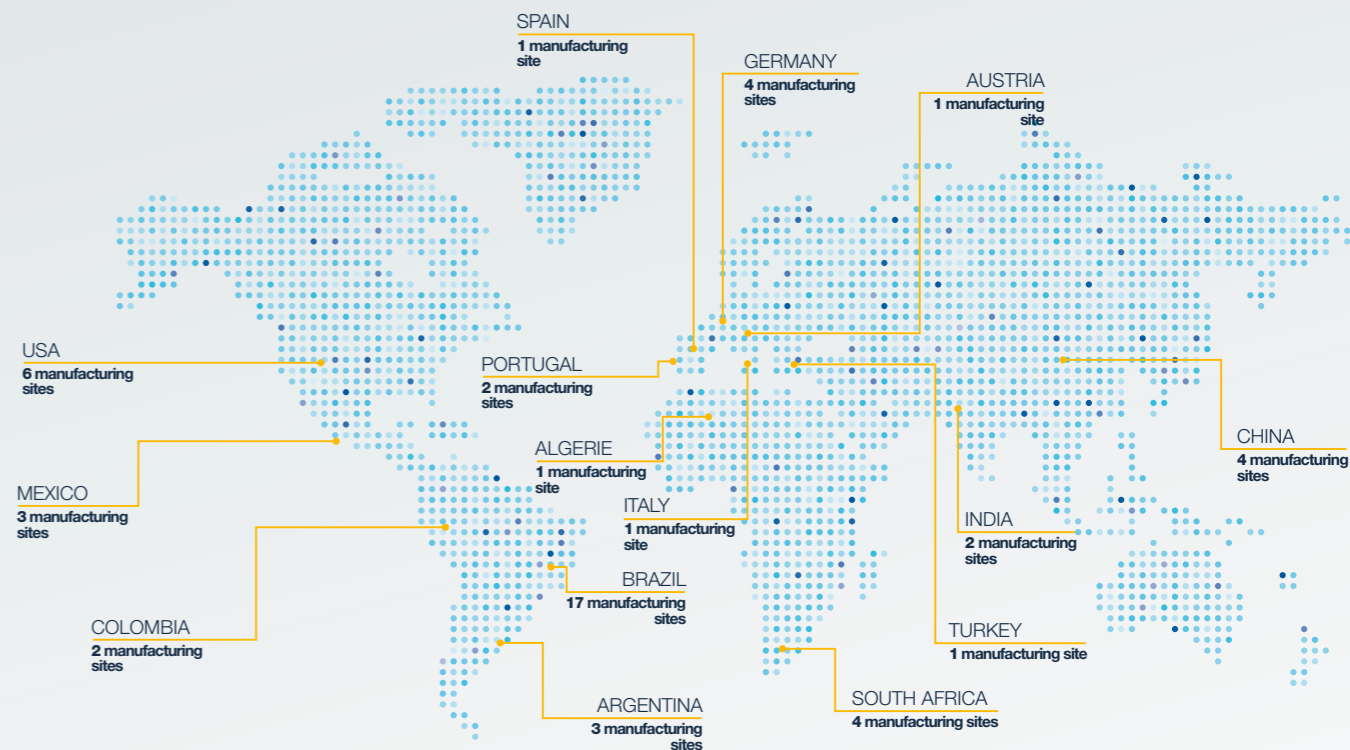 SPAIN
1 manufacturing
site
GERMANY
4 manufacturing
sites
AUSTRIA
1 manufacturing
site
USA
6 manufacturing
sites
PORTUGAL
2 manufacturing
sites
CHINA
4 manufacturing
sites
ALGERIE
1 manufacturing
site
MEXICO
3 manufacturing
sites
ITALY
1 manufacturing
site
INDIA
2 manufacturing
sites
BRAZIL
17 manufacturing
sites
COLOMBIA
2 manufacturing
sites
TURKEY
1 manufacturing site
SOUTH AFRICA
4 manufacturing sites
ARGENTINA
3 manufacturing
sites